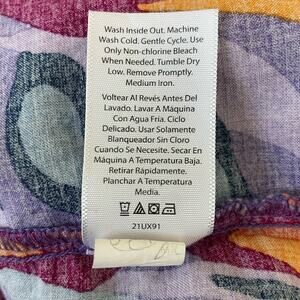 Wash Inside Out. Machine
Wash Cold. Gentle Cycle. Use
Only Non-chlorine Bleach
When Needed. Tumble Dry
Low. Remove Promptly.
Medium Iron.
Voltear Al Revés Antes Del
Lavado. Lavar A Máquina
Con Agua Fría. Ciclo
Delicado. Usar Solamente
Blanqueador Sin Cloro
Cuando Se Necesite. Secar En
Máquina A Temperatura Baja.
Retirar Rápidamente.
Planchar A Temperatura
Media.
21UX91